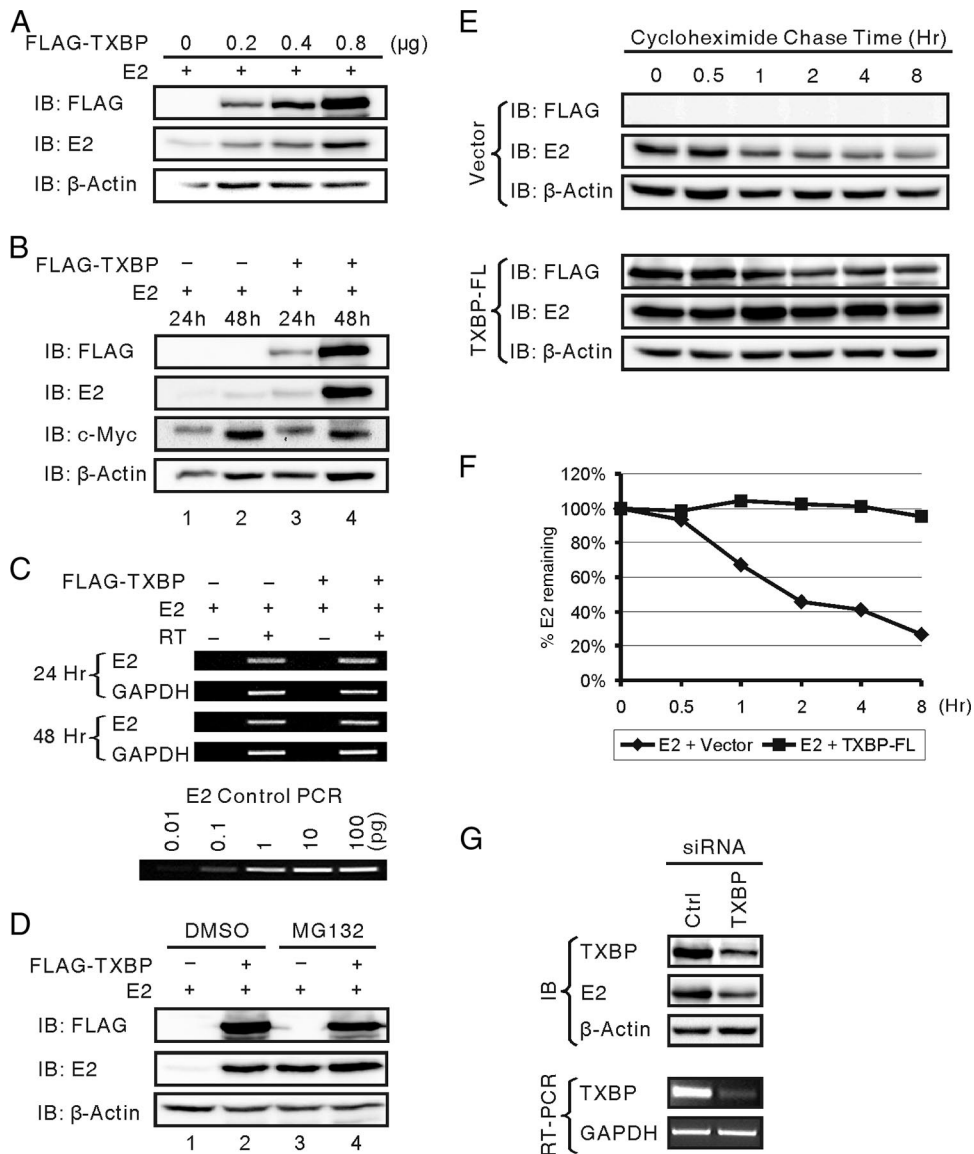 A
FLAG-TXBP 0 0.2 0.4 0.8 (μg)
E2 + + + +
IB: FLAG
IB: E2
IB: β-Actin
B
FLAG-TXBP – – + +
E2 + + + +
24h 48h 24h 48h
IB: FLAG
IB: E2
IB: c-Myc
IB: β-Actin
1 2 3 4
C
FLAG-TXBP – – + +
E2 + + + +
RT – + – +
24 Hr
E2
GAPDH
48 Hr
E2
GAPDH
E2 Control PCR
0.01 0.1 1 10 100 (pg)
D
DMSO MG132
FLAG-TXBP – + – +
E2 + + + +
IB: FLAG
IB: E2
IB: β-Actin
1 2 3 4
E
Cycloheximide Chase Time (Hr)
0 0.5 1 2 4 8
Vector
IB: FLAG
IB: E2
IB: β-Actin
TXBP-FL
IB: FLAG
IB: E2
IB: β-Actin
F
% E2 remaining
120%
100%
80%
60%
40%
20%
0%
0 0.5 1 2 4 8 (Hr)
E2 + Vector E2 + TXBP-FL
G
siRNA
Ctrl TXBP
IB
TXBP
E2
β-Actin
RT-PCR
TXBP
GAPDH